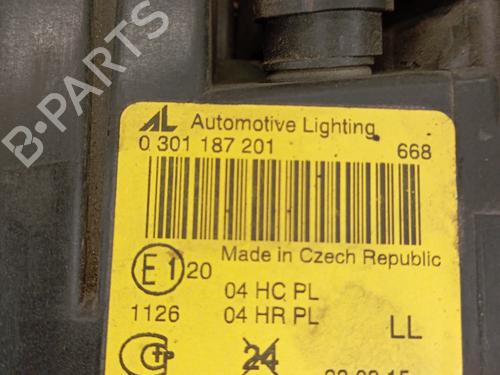 B-PARTS
AL Automotive Lighting
0 301 187 201 668
Made in Czech Republic
E1 20
04 HC PL
1126 04 HR PL LL
24